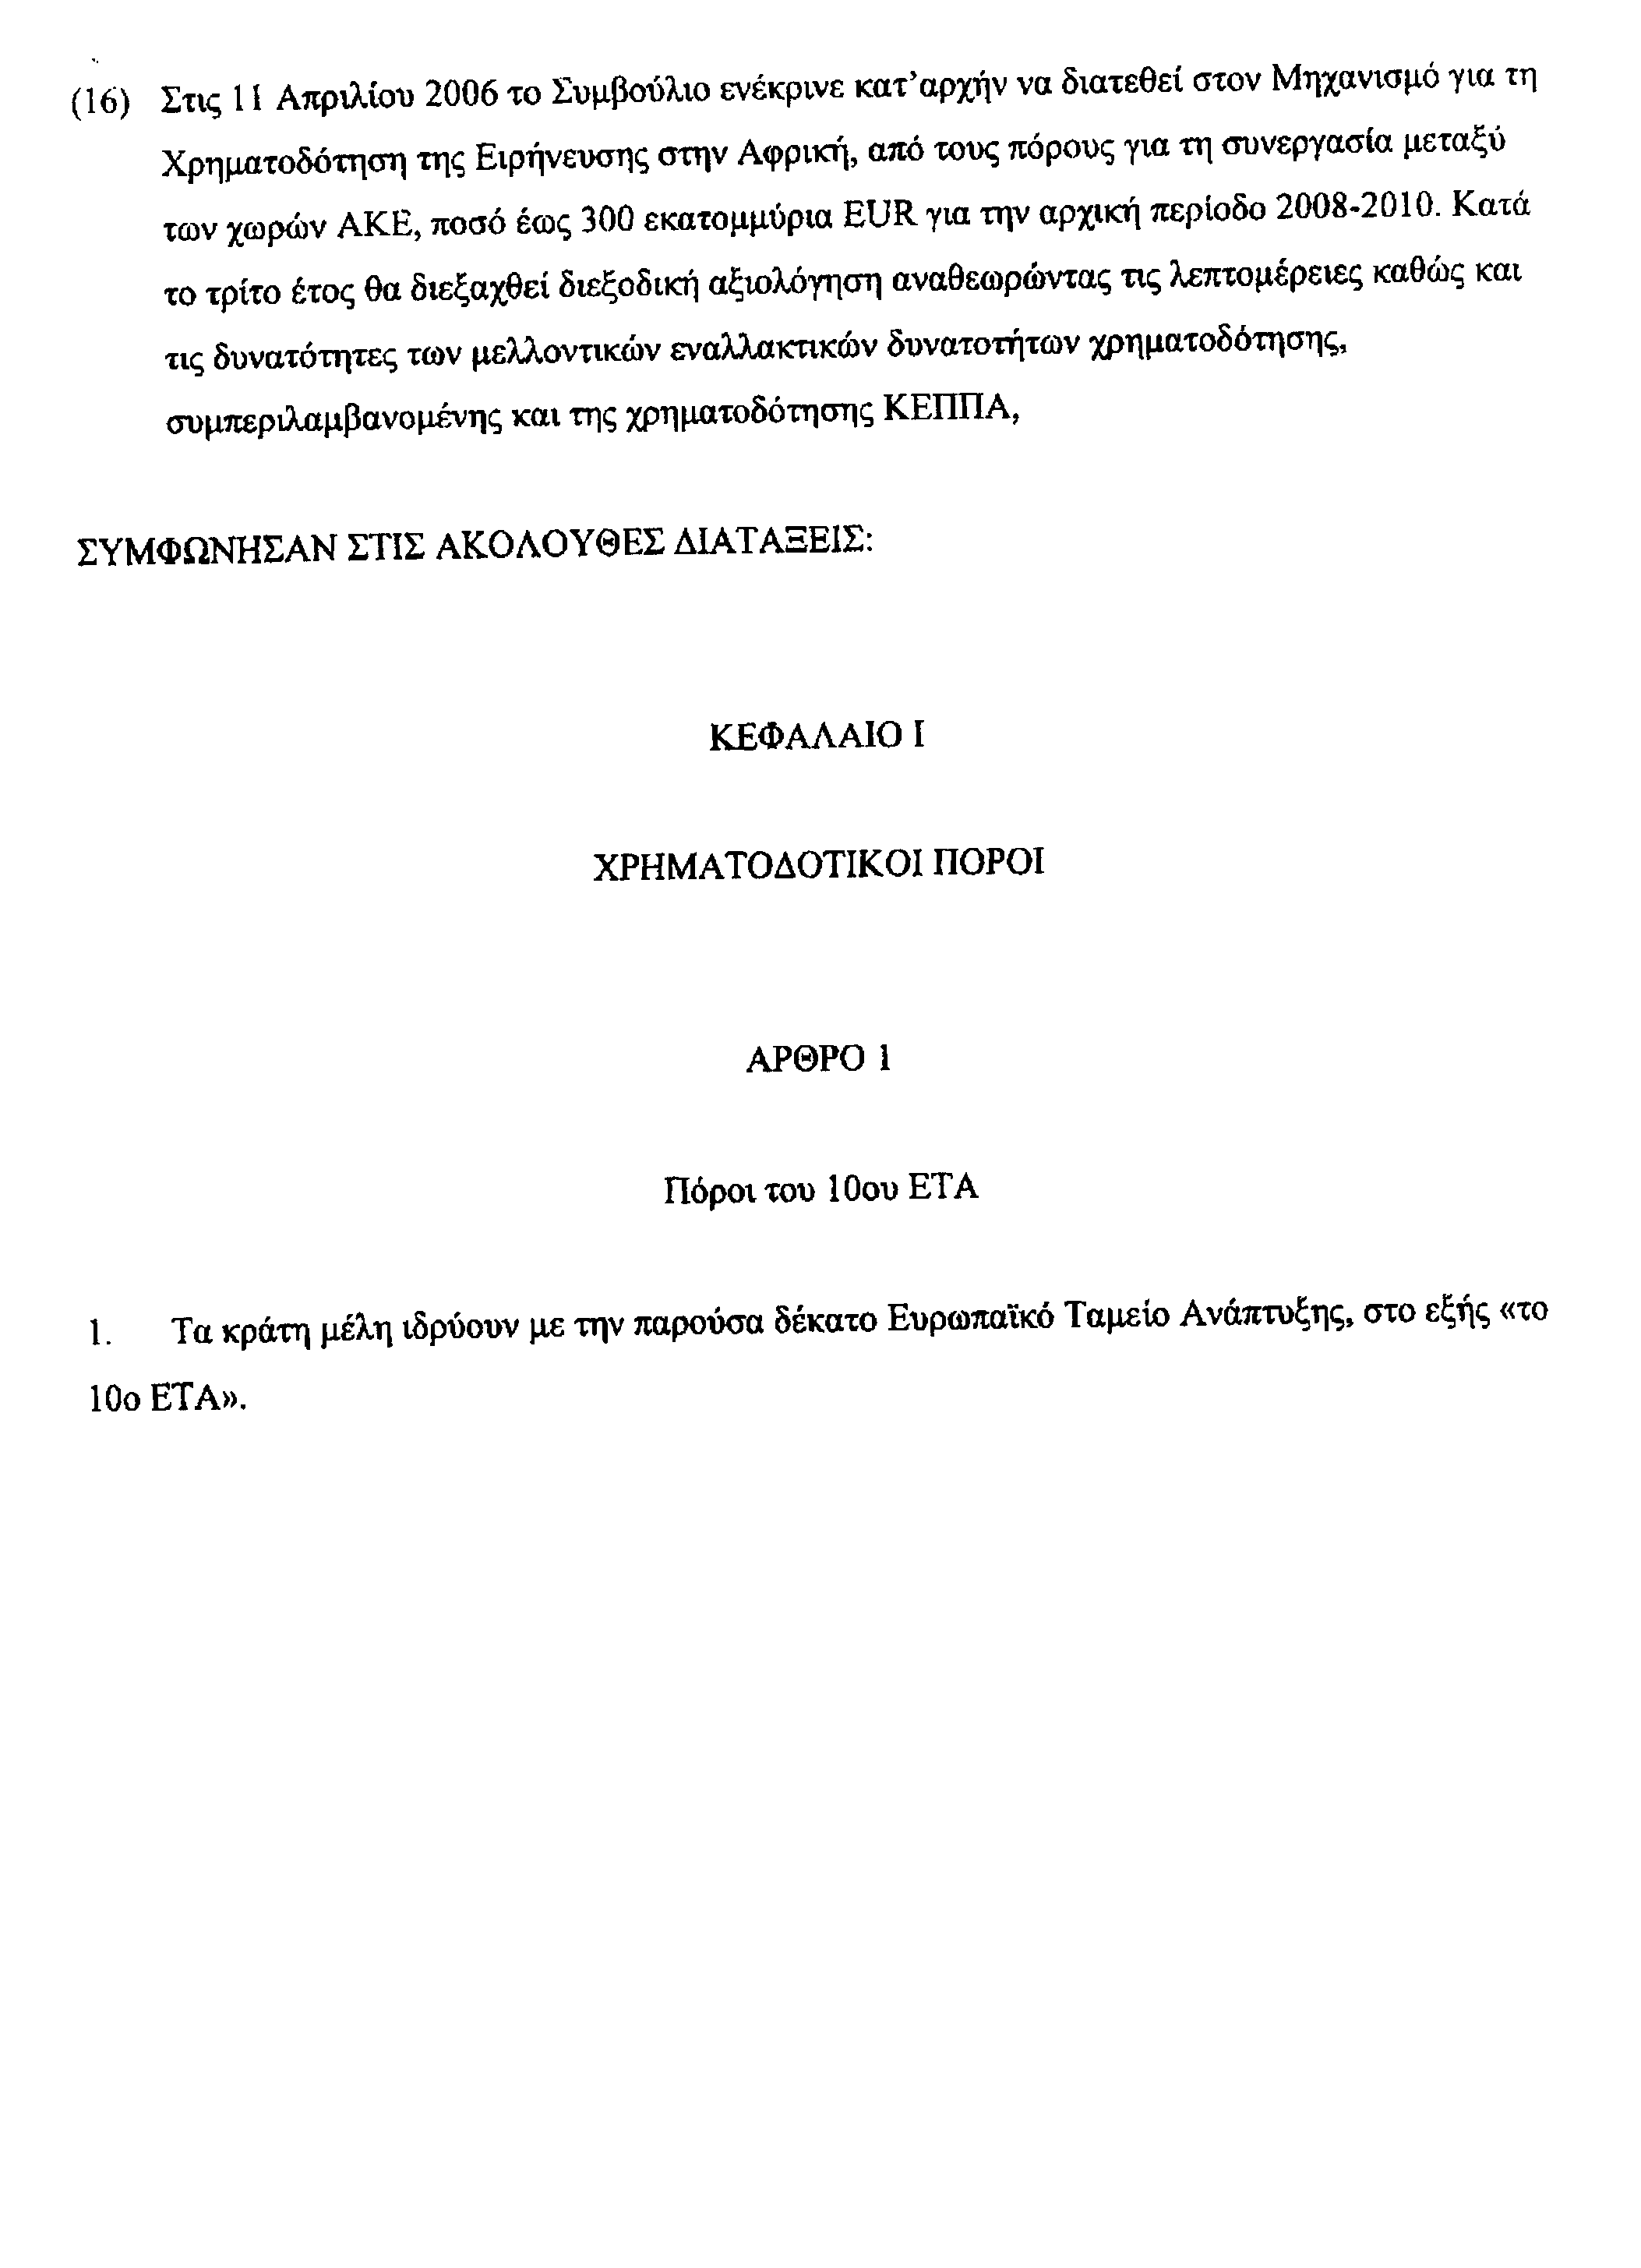 (16) Στις 11 Απριλίου 2006 το Συμβούλιο ενέκρινε κατ’αρχήν να διατεθεί στον Μηχανισμό για τη
Χρηματοδότηση της Ειρήνευσης στην Αφρική, από τους πόρους για τη συνεργασία μεταξύ
των χωρών ΑΚΕ, ποσό έως 300 εκατομμύρια EUR για την αρχική περίοδο 2008-2010. Κατά
το τρίτο έτος θα διεξαχθεί διεξοδική αξιολόγηση αναθεωρώντας τις λεπτομέρειες καθώς και
τις δυνατότητες των μελλοντικών εναλλακτικών δυνατοτήτων χρηματοδότησης,
συμπεριλαμβανομένης και της χρηματοδότησης ΚΕΠΠΑ,
ΣΥΜΦΩΝΗΣΑΝ ΣΤΙΣ ΑΚΟΛΟΥΘΕΣ ΔΙΑΤΑΞΕΙΣ:
ΚΕΦΑΛΑΙΟ Ι
ΧΡΗΜΑΤΟΔΟΤΙΚΟΙ ΠΟΡΟΙ
ΑΡΘΡΟ 1
Πόροι του 10ου ΕΤΑ
1. Τα κράτη μέλη ιδρύουν με την παρούσα δέκατο Ευρωπαϊκό Ταμείο Ανάπτυξης, στο εξής «το
10ο ΕΤΑ».